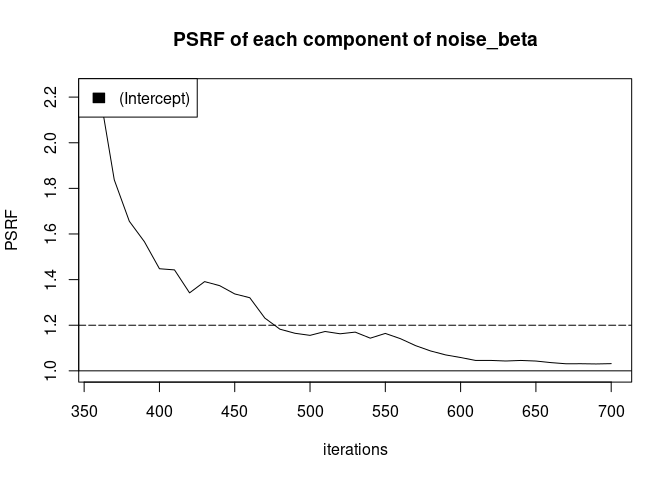 PSRF of each component of noise_beta
(Intercept)
PSRF
2.2
2.0
1.8
1.6
1.4
1.2
1.0
350 400 450 500 550 600 650 700
iterations